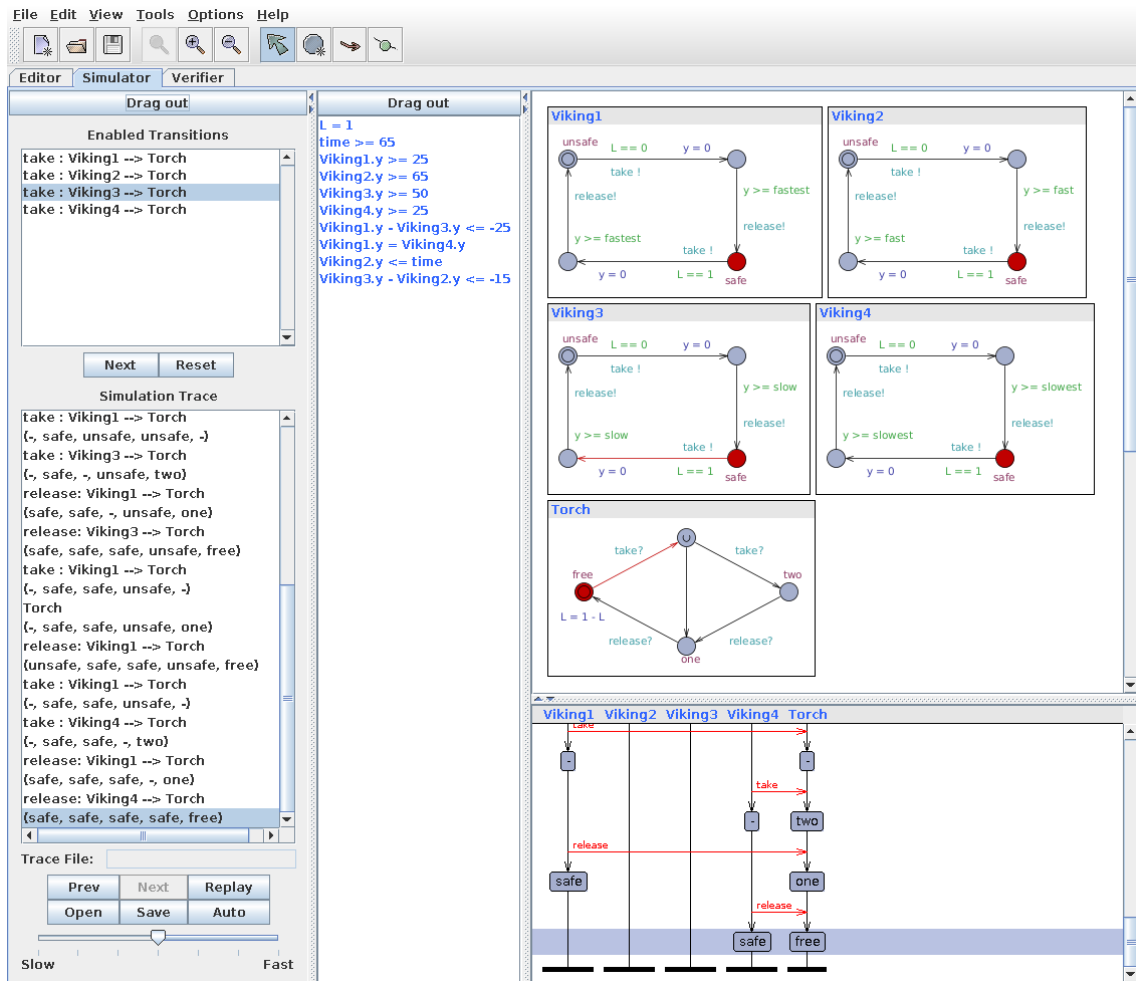 File Edit View Tools Options Help
Editor Simulator Verifier
Drag out
Enabled Transitions
take : Viking1 --> Torch
take : Viking2 --> Torch
take : Viking3 --> Torch
take : Viking4 --> Torch
Next Reset
Simulation Trace
take : Viking1 --> Torch
(-, safe, unsafe, unsafe, -)
take : Viking3 --> Torch
(-, safe, -, unsafe, two)
release: Viking1 --> Torch
(safe, safe, -, unsafe, one)
release: Viking3 --> Torch
(safe, safe, safe, unsafe, free)
take : Viking1 --> Torch
(-, safe, safe, unsafe, -)
Torch
(-, safe, safe, unsafe, one)
release: Viking1 --> Torch
(unsafe, safe, safe, unsafe, free)
take : Viking1 --> Torch
(-, safe, safe, unsafe, -)
take : Viking4 --> Torch
(-, safe, safe, -, two)
release: Viking1 --> Torch
(safe, safe, safe, -, one)
release: Viking4 --> Torch
(safe, safe, safe, safe, free)
Trace File:
Prev Next Replay
Open Save Auto
Slow Fast
Drag out
L = 1
time >= 65
Viking1.y >= 25
Viking2.y >= 65
Viking3.y >= 50
Viking4.y >= 25
Viking1.y - Viking3.y <= -25
Viking1.y = Viking4.y
Viking2.y <= time
Viking3.y - Viking2.y <= -15
Viking1
unsafe
L == 0 y = 0
take !
release!
y >= fastest
release!
y >= fastest
take !
y = 0 L == 1
safe
Viking2
unsafe
L == 0 y = 0
take !
y >= fast
release!
release!
y >= fast
take !
y = 0 L == 1
safe
Viking3
unsafe
L == 0 y = 0
take !
y >= slow
release!
release!
y >= slow
take !
y = 0 L == 1
safe
Viking4
unsafe
L == 0 y = 0
take !
y >= slowest
release!
release!
y >= slowest
take !
y = 0 L == 1
safe
Torch
U
take? take?
free two
L = 1 - L
release? release?
one
Viking1 Viking2 Viking3 Viking4 Torch
take
- -
take
- two
release
safe one
release
safe free